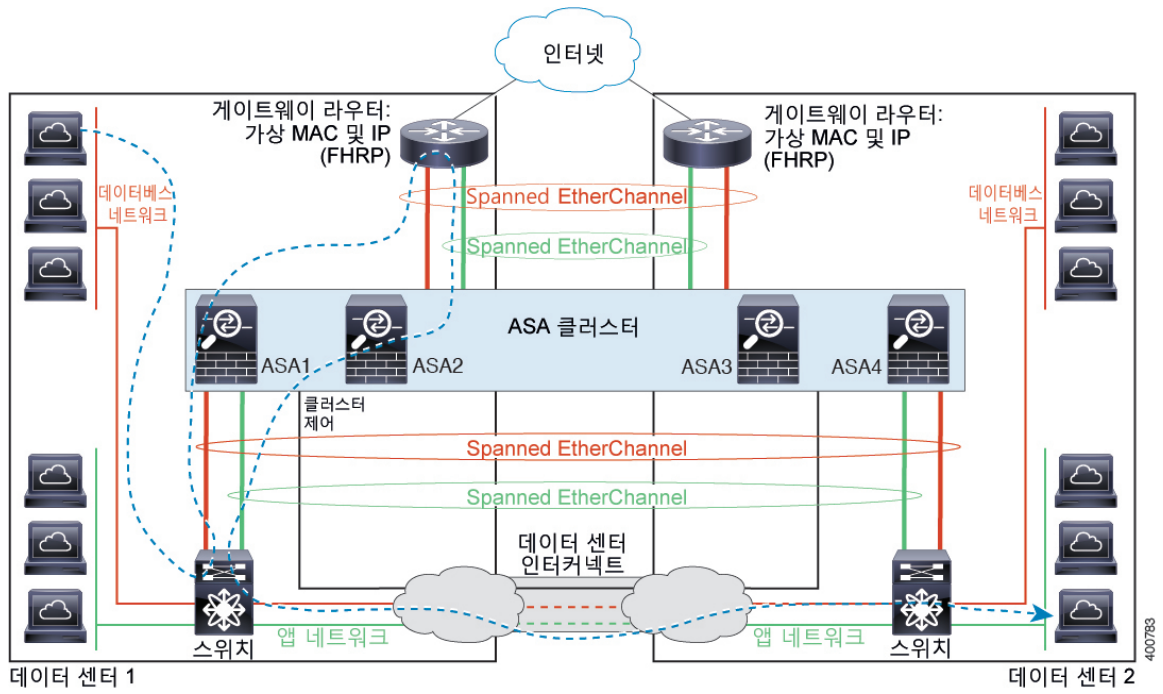 인터넷
게이트웨이 라우터:
가상 MAC 및 IP
(FHRP)
게이트웨이 라우터:
가상 MAC 및 IP
(FHRP)
데이터베스
네트워크
Spanned EtherChannel
데이터베스
네트워크
Spanned EtherChannel
ASA 클러스터
ASA1
ASA2
ASA3
ASA4
클러스터
제어
Spanned EtherChannel
Spanned EtherChannel
데이터 센터
인터커넥트
앱 네트워크
앱 네트워크
스위치
스위치
400783
데이터 센터 1
데이터 센터 2